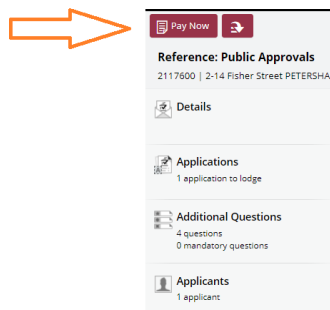 Pay Now
Reference: Public Approvals
2117600 | 2-14 Fisher Street PETERSHA
Details
Applications
1 application to lodge
Additional Questions
4 questions
0 mandatory questions
Applicants
1 applicant